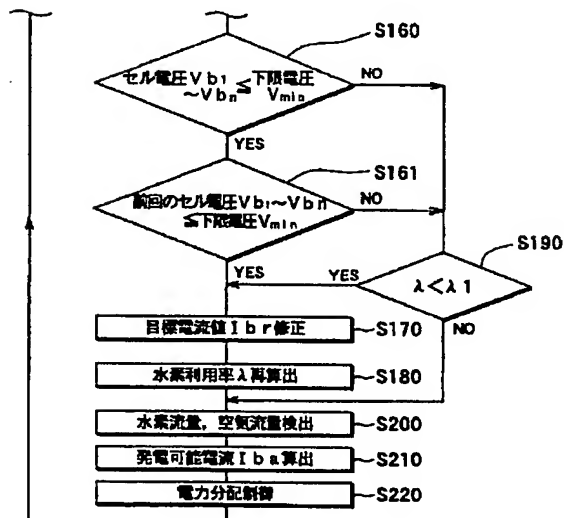 S160
セル電圧Vb1 ≦ 下限電圧
～Vbn Vmin
NO
YES
S161
前回のセル電圧Vb1～Vbn
≦下限電圧Vmin
NO
YES
S190
λ＜λ1
YES
NO
目標電流値Ibr修正
S170
水素利用率λ再算出
S180
水素流量，空気流量検出
S200
発電可能電流Iba算出
S210
電力分配制御
S220